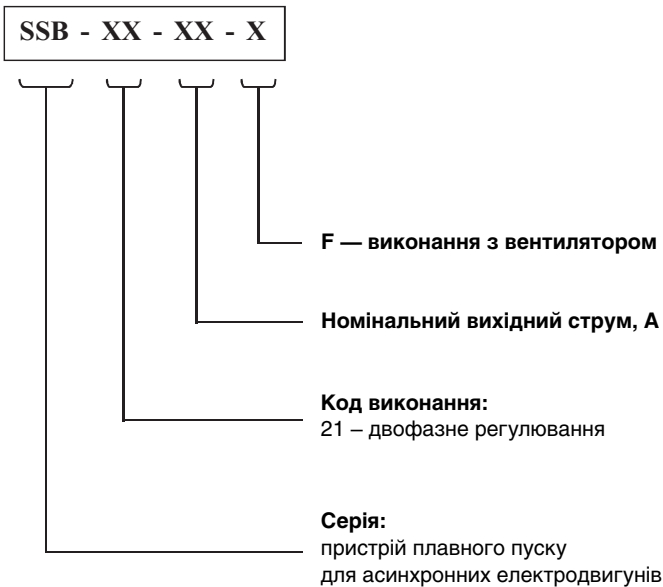 SSB - XX - XX - X
F — виконання з вентилятором
Номінальний вихідний струм, А
Код виконання:
21 – двофазне регулювання
Серія:
пристрій плавного пуску
для асинхронних електродвигунів